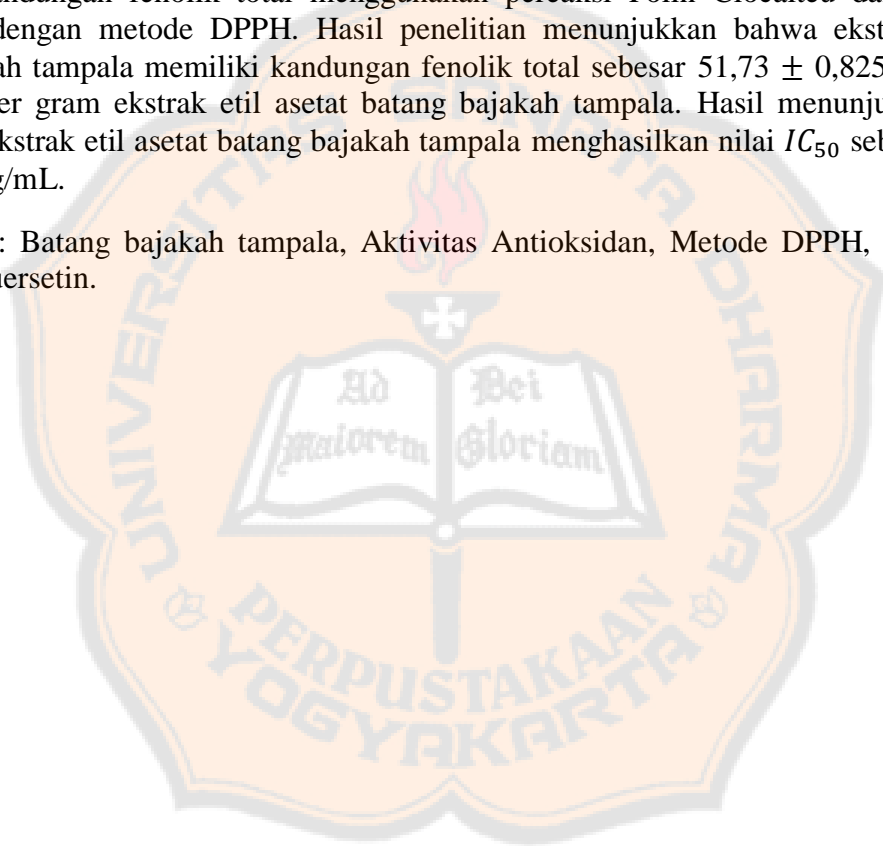 andungan fenolik total menggunakan pereaksi Folin Ciocalteu da
dengan metode DPPH. Hasil penelitian menunjukkan bahwa ekst
ah tampala memiliki kandungan fenolik total sebesar 51,73 ± 0,825
er gram ekstrak etil asetat batang bajakah tampala. Hasil menunju
kstrak etil asetat batang bajakah tampala menghasilkan nilai IC₅₀ seb
g/mL.
: Batang bajakah tampala, Aktivitas Antioksidan, Metode DPPH,
uersetin.
UNIVERSITAS SANATA DHARMA
Ad Dei
maiorem Gloriam
PERPUSTAKAAN
YOGYAKARTA